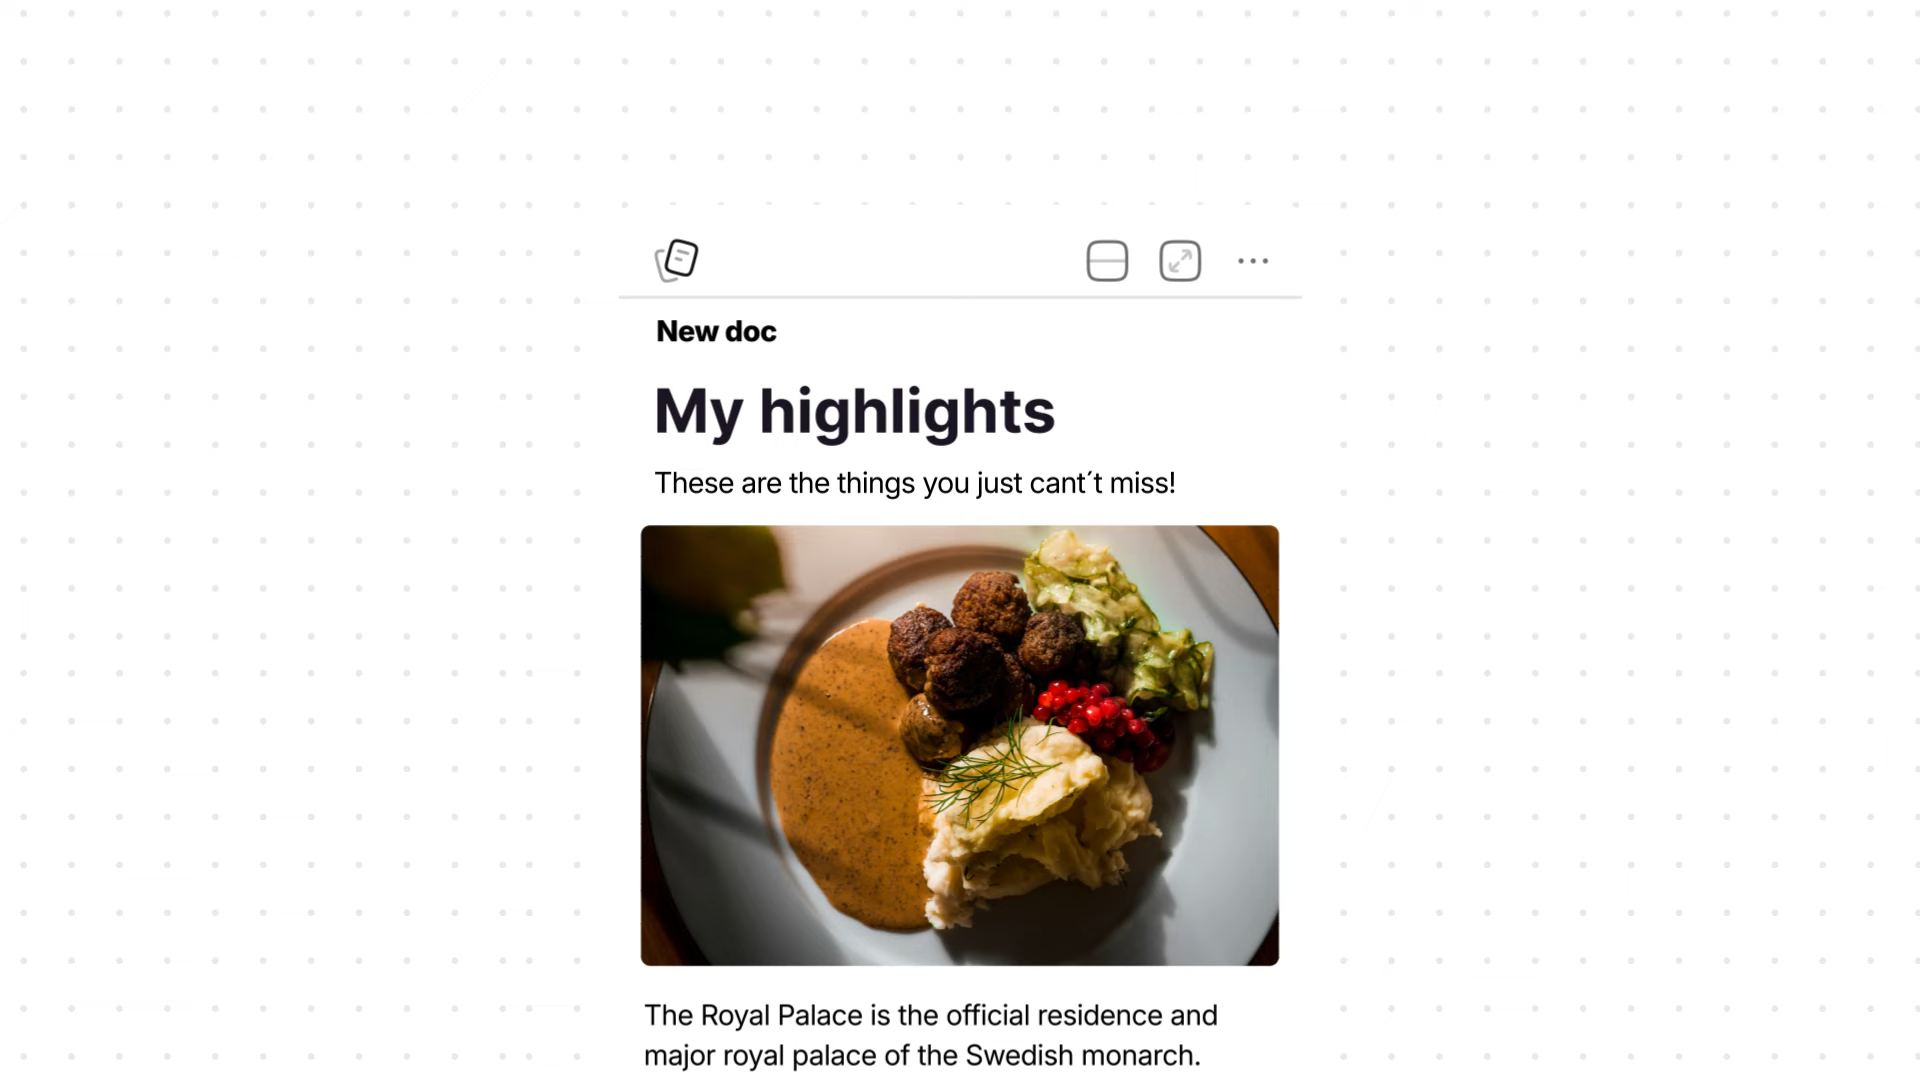 New doc
My highlights
These are the things you just cant´t miss!
The Royal Palace is the official residence and
major royal palace of the Swedish monarch.